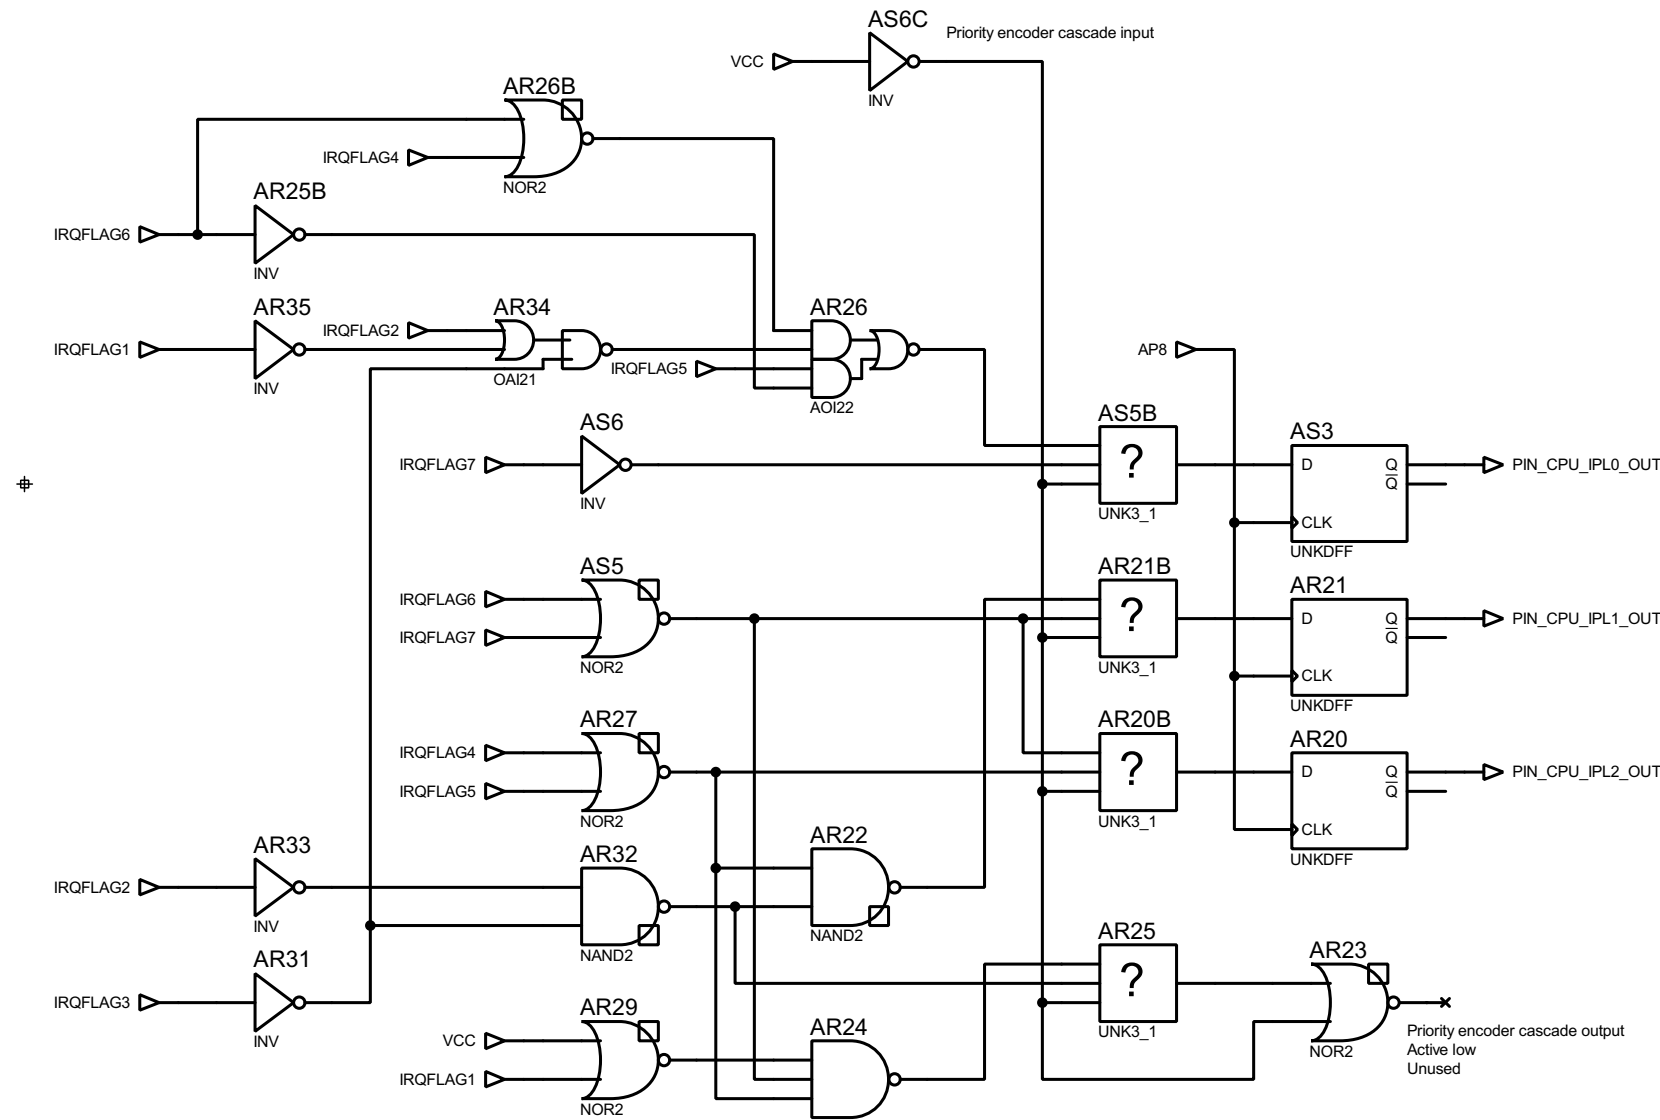 AS6C
Priority encoder cascade input
VCC
INV
AR26B
IRQFLAG4
NOR2
AR25B
IRQFLAG6
INV
AR35
AR34
AR26
IRQFLAG2
IRQFLAG1
AP8
IRQFLAG5
INV
OAI21
AOI22
AS6
AS5B
AS3
IRQFLAG7
?
D
Q
PIN_CPU_IPL0_OUT
Q
INV
UNK3_1
CLK
UNKDFF
AS5
AR21B
AR21
IRQFLAG6
?
D
Q
PIN_CPU_IPL1_OUT
IRQFLAG7
Q
NOR2
UNK3_1
CLK
UNKDFF
AR27
AR20B
AR20
IRQFLAG4
?
D
Q
PIN_CPU_IPL2_OUT
IRQFLAG5
Q
NOR2
UNK3_1
CLK
AR33
AR32
AR22
UNKDFF
IRQFLAG2
INV
NAND2
NAND2
AR31
AR25
AR23
IRQFLAG3
?
INV
AR29
AR24
UNK3_1
NOR2
Priority encoder cascade output
VCC
Active low
IRQFLAG1
Unused
NOR2